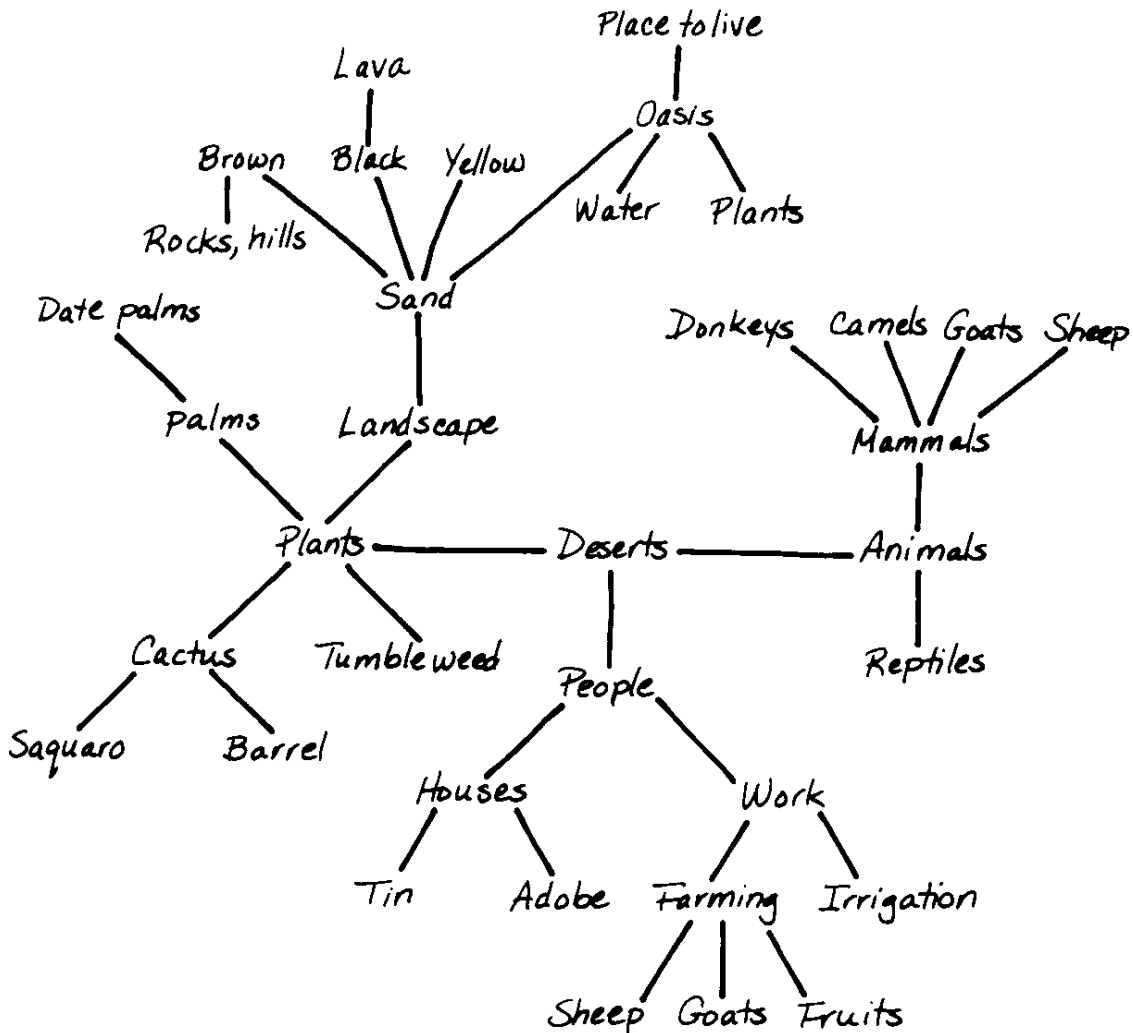 Place to live
Lava
Oasis
Brown Black Yellow
Water Plants
Rocks, hills
Sand
Date palms
Donkeys Camels Goats Sheep
Palms Landscape
Mammals
Plants Deserts Animals
Cactus Tumbleweed
Reptiles
People
Saquaro Barrel
Houses Work
Tin Adobe Farming Irrigation
Sheep Goats Fruits